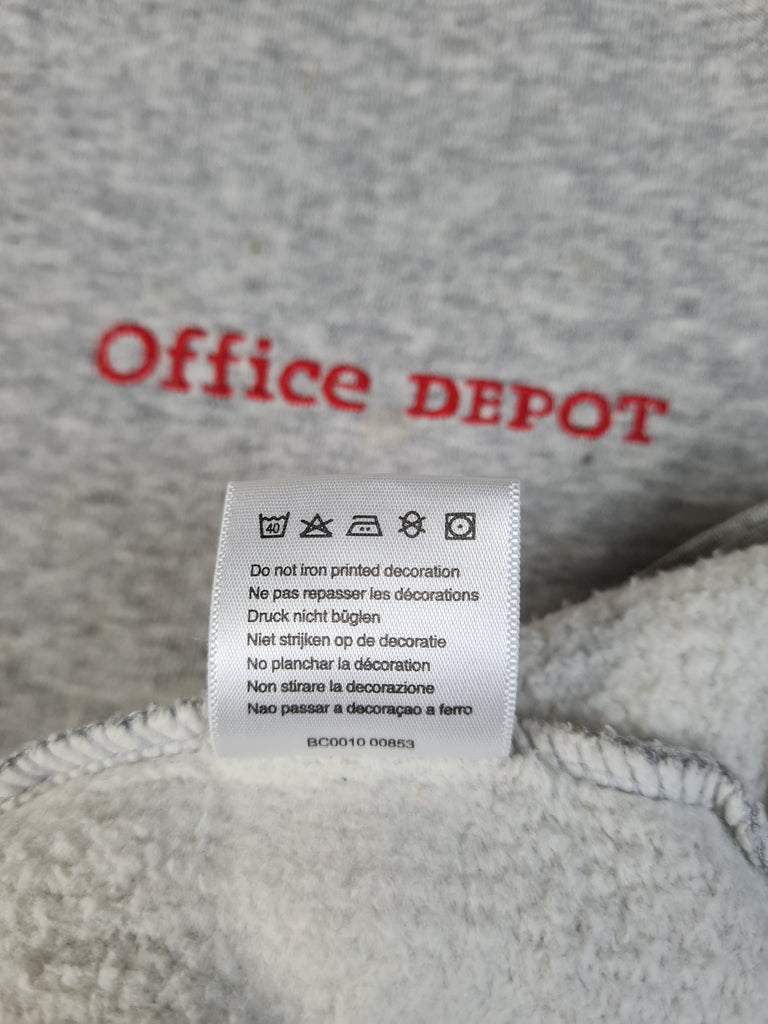 Office DEPOT
40
Do not iron printed decoration
Ne pas repasser les décorations
Druck nicht büglen
Niet strijken op de decoratie
No planchar la décoration
Non stirare la decorazione
Nao passar a decoraçao a ferro
BC0010 00853